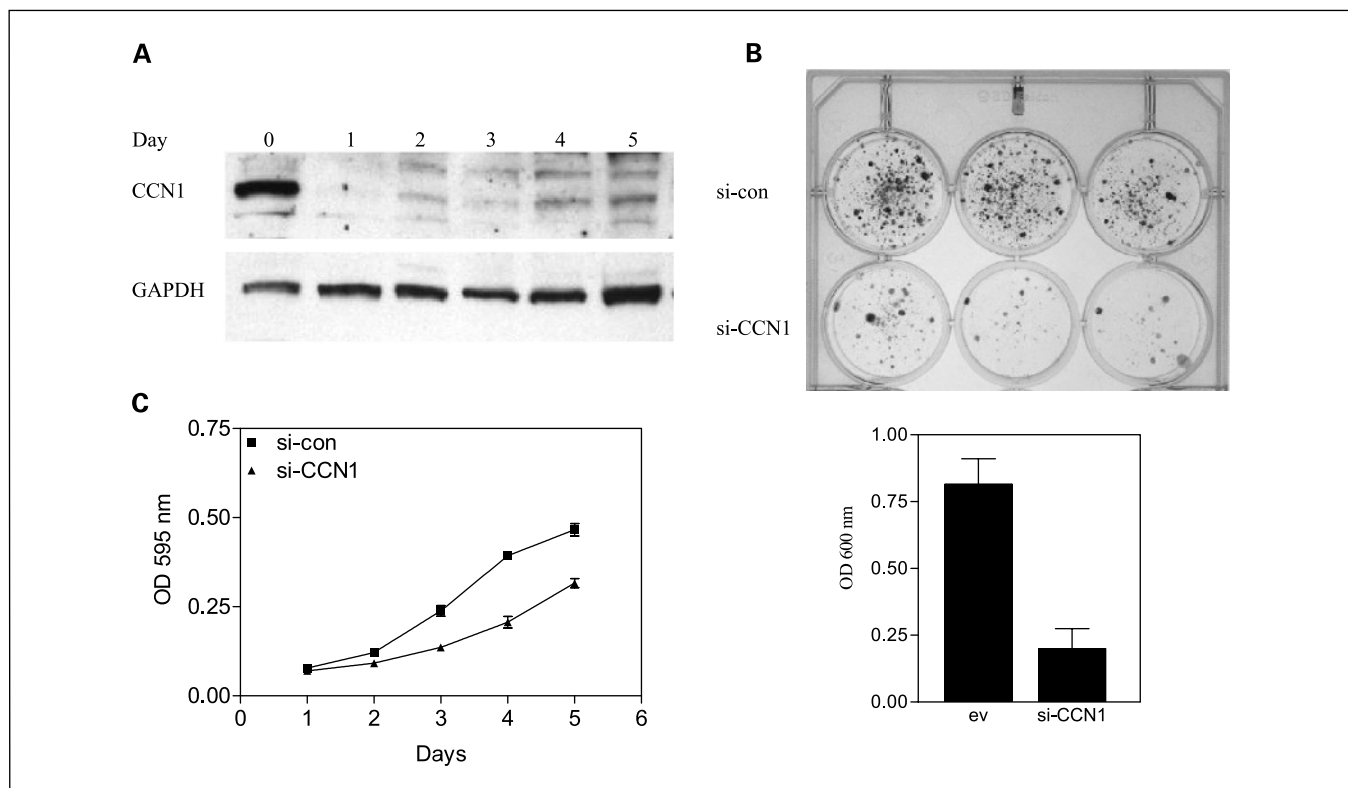 A
Day 0 1 2 3 4 5
CCN1
GAPDH
B
si-con
si-CCN1
C
0.75
0.50
0.25
0.00
OD 595 nm
si-con
si-CCN1
0 1 2 3 4 5 6
Days
1.00
0.75
0.50
0.25
0.00
OD 600 nm
ev si-CCN1